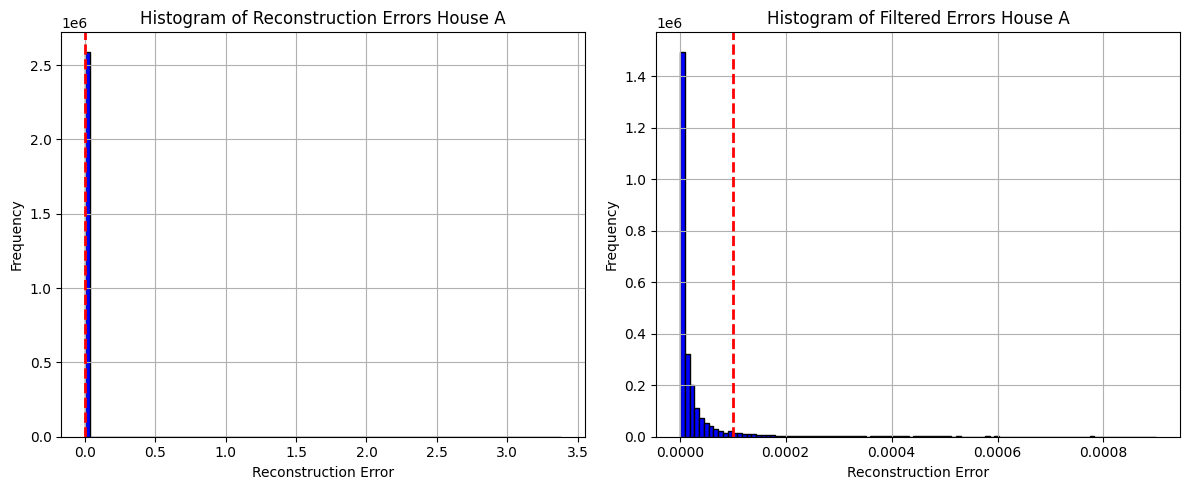 Histogram of Reconstruction Errors House A
1e6
2.5
2.0
1.5
1.0
0.5
0.0
Frequency
0.0 0.5 1.0 1.5 2.0 2.5 3.0 3.5
Reconstruction Error
Histogram of Filtered Errors House A
1e6
1.4
1.2
1.0
0.8
0.6
0.4
0.2
0.0
Frequency
0.0000 0.0002 0.0004 0.0006 0.0008
Reconstruction Error